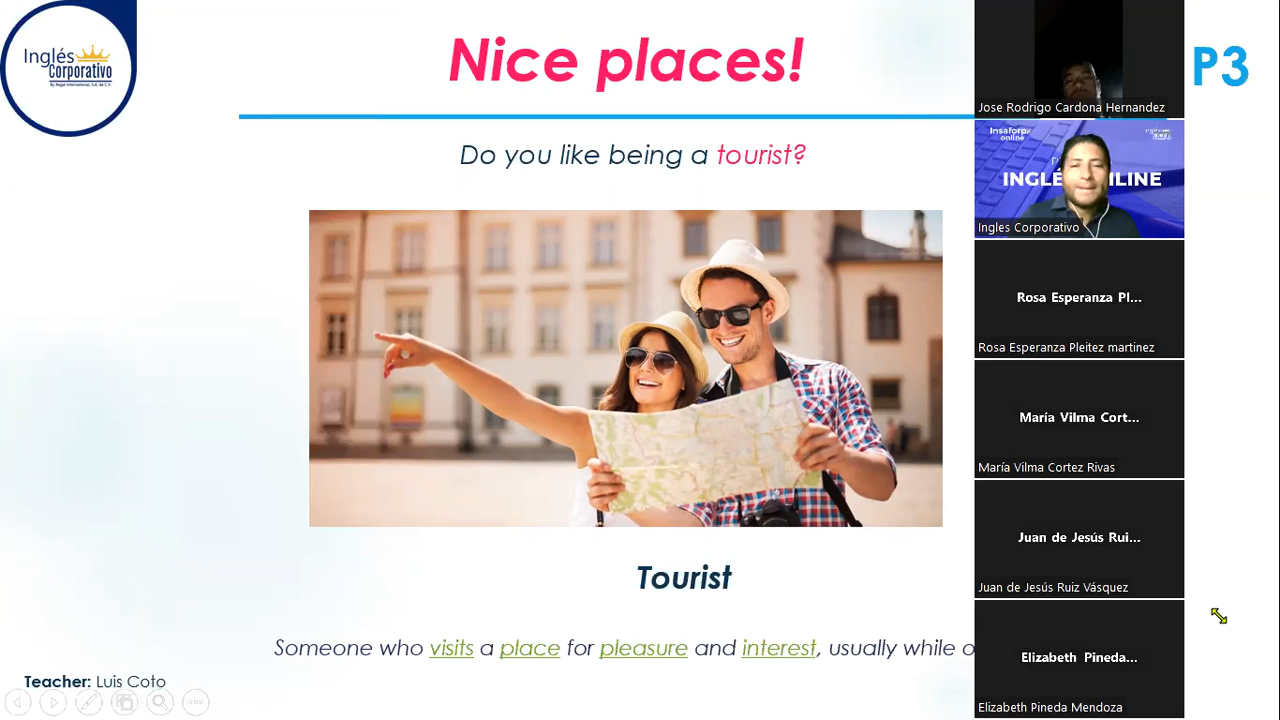 Inglés
Corporativo
By Regal International, S.A. de C.V
Nice places!
P3
Do you like being a tourist?
Tourist
Someone who visits a place for pleasure and interest, usually while o
Teacher: Luis Coto
Jose Rodrigo Cardona Hernandez
Insaforp
online
INGLÉ
ILINE
Ingles Corporativo
Rosa Esperanza Pl...
Rosa Esperanza Pleitez martinez
María Vilma Cort...
María Vilma Cortez Rivas
Juan de Jesús Rui...
Juan de Jesús Ruiz Vásquez
Elizabeth Pineda...
Elizabeth Pineda Mendoza